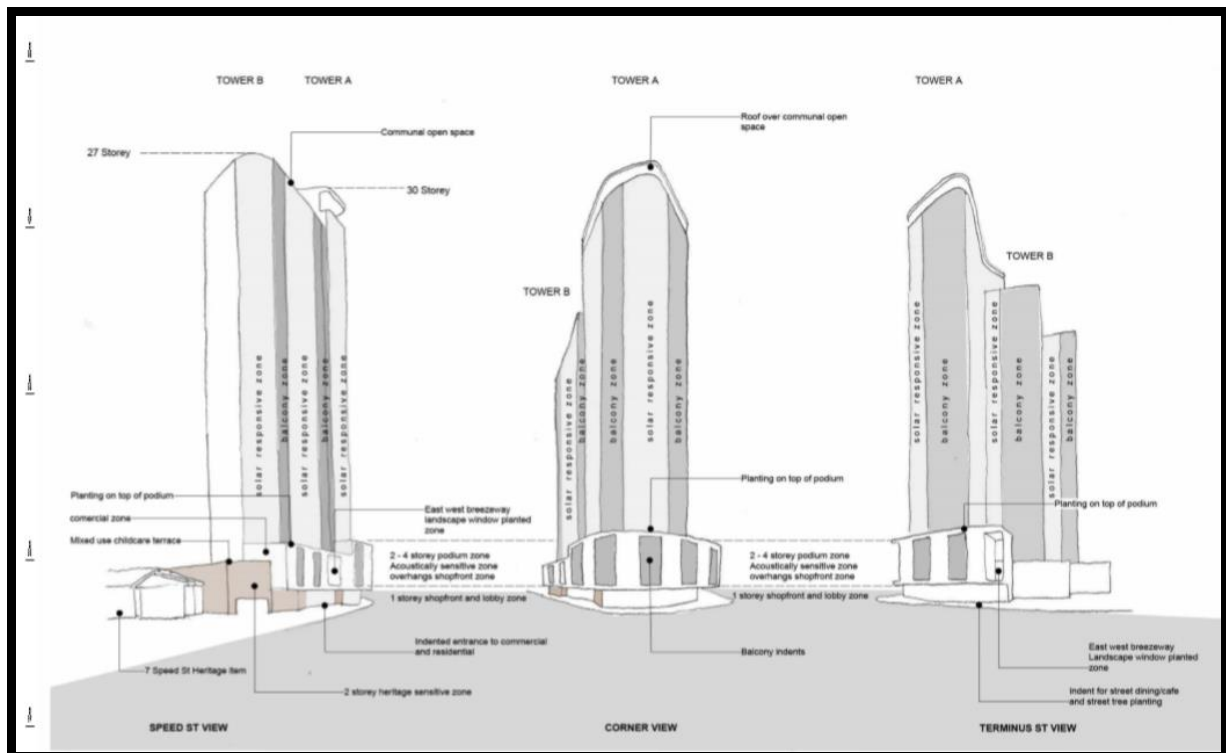 TOWER B
TOWER A
Communal open space
27 Storey
30 Storey
solar responsive zone
balcony zone
solar responsive zone
balcony zone
solar responsive zone
Planting on top of podium
comercial zone
Mixed use childcare terrace
East west breezeway
landscape window planted
zone
2 - 4 storey podium zone
Acoustically sensitive zone
overhangs shopfront zone
1 storey shopfront and lobby zone
Indented entrance to commercial
and residential
7 Speed St Heritage item
2 storey heritage sensitive zone
SPEED ST VIEW
TOWER A
Roof over communal open
space
TOWER B
solar responsive zone
balcony zone
balcony zone
solar responsive zone
balcony zone
Planting on top of podium
2 - 4 storey podium zone
Acoustically sensitive zone
overhangs shopfront zone
1 storey shopfront and lobby zone
Balcony indents
CORNER VIEW
TOWER A
TOWER B
solar responsive zone
balcony zone
solar responsive zone
balcony zone
solar responsive zone
balcony zone
Planting on top of podium
East west breezeway
Landscape window planted
zone
Indent for street dining/cafe
and street tree planting
TERMINUS ST VIEW